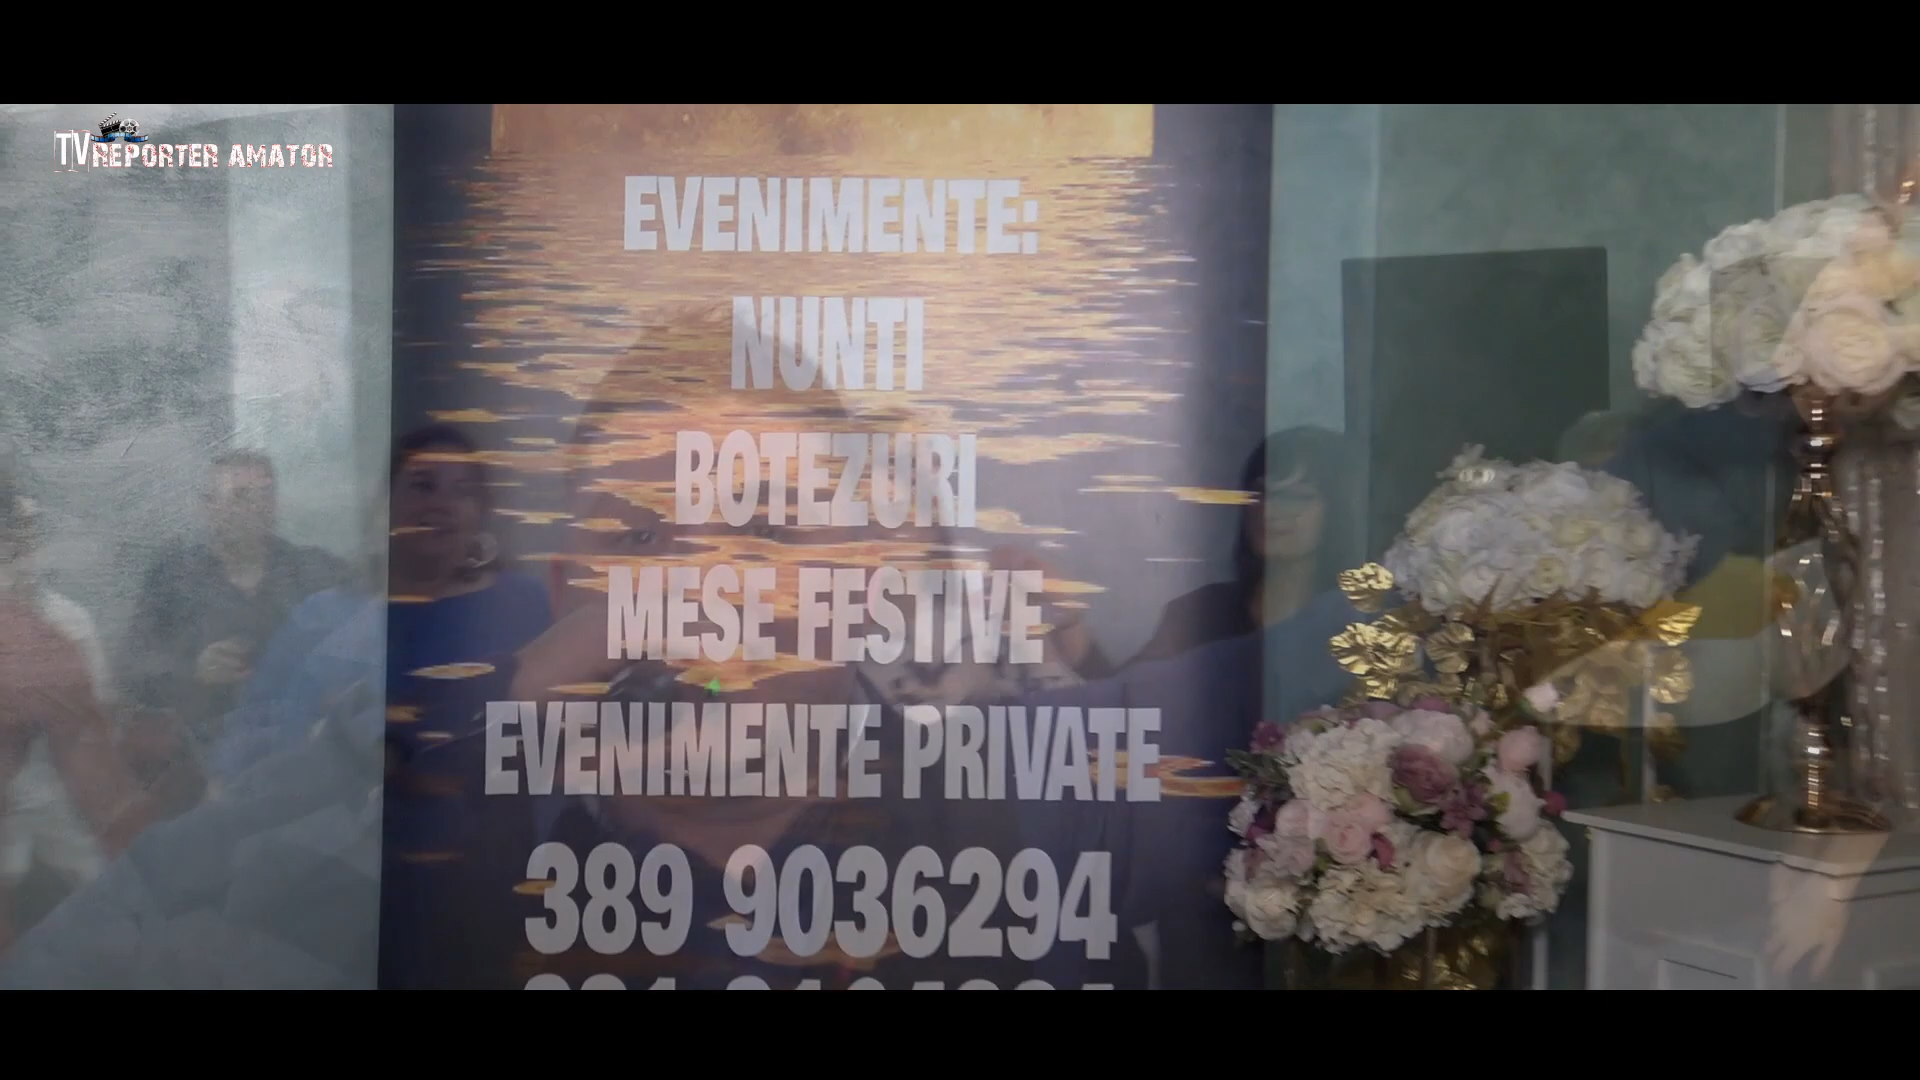 TV REPORTER AMATOR
EVENIMENTE:
NUNTI
BOTEZURI
MESE FESTIVE
EVENIMENTE PRIVATE
389 9036294